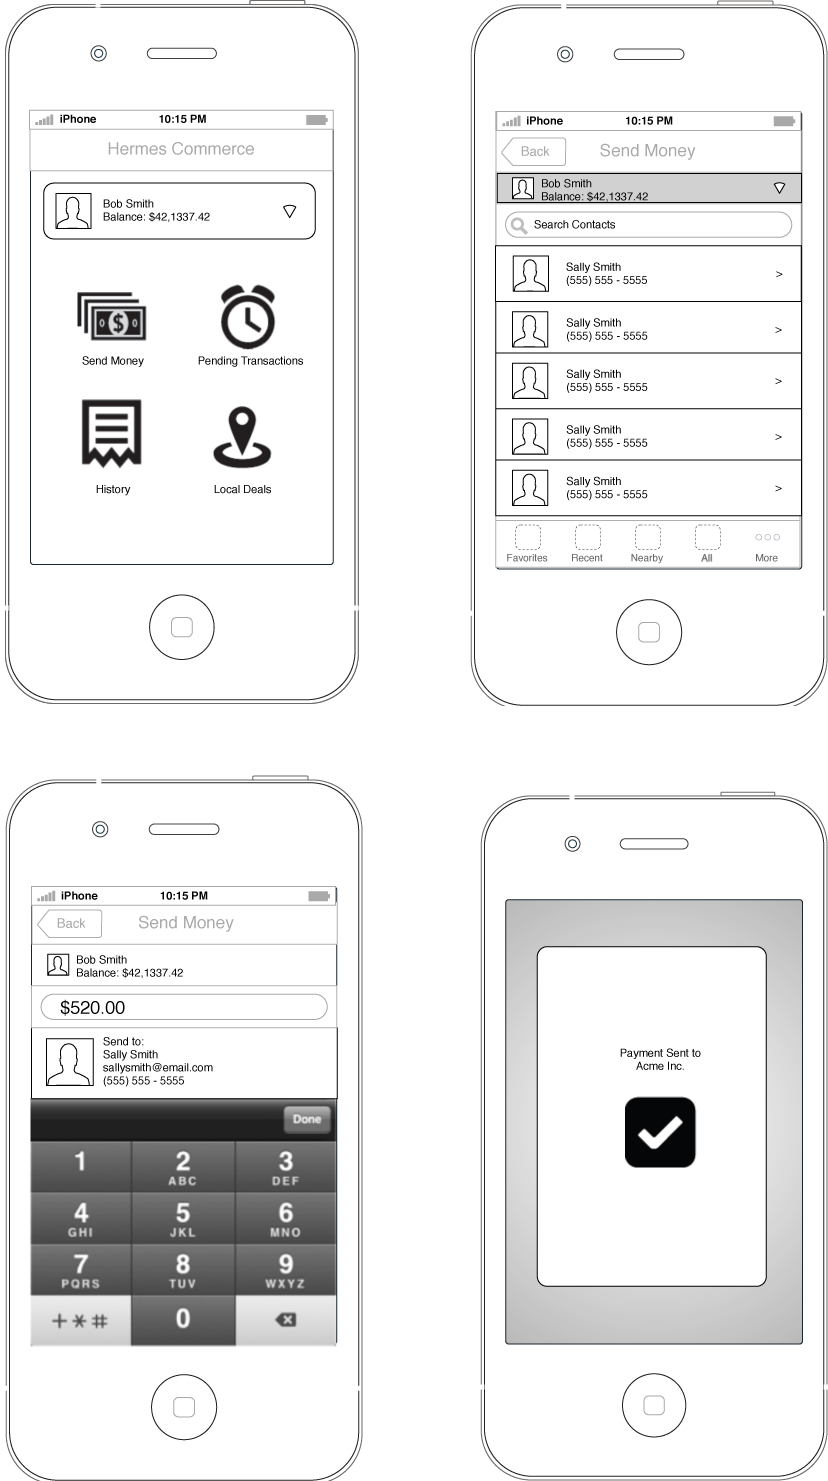 iPhone 10:15 PM
Hermes Commerce
Bob Smith
Balance: $42,1337.42
Send Money
Pending Transactions
History
Local Deals
iPhone 10:15 PM
Back Send Money
Bob Smith
Balance: $42,1337.42
Search Contacts
Sally Smith
(555) 555 - 5555 >
Sally Smith
(555) 555 - 5555 >
Sally Smith
(555) 555 - 5555 >
Sally Smith
(555) 555 - 5555 >
Sally Smith
(555) 555 - 5555 >
Favorites Recent Nearby All More
iPhone 10:15 PM
Back Send Money
Bob Smith
Balance: $42,1337.42
$520.00
Send to:
Sally Smith
sallysmith@email.com
(555) 555 - 5555
Done
1 2 3
ABC DEF
4 5 6
GHI JKL MNO
7 8 9
PQRS TUV WXYZ
+*# 0
Payment Sent to
Acme Inc.